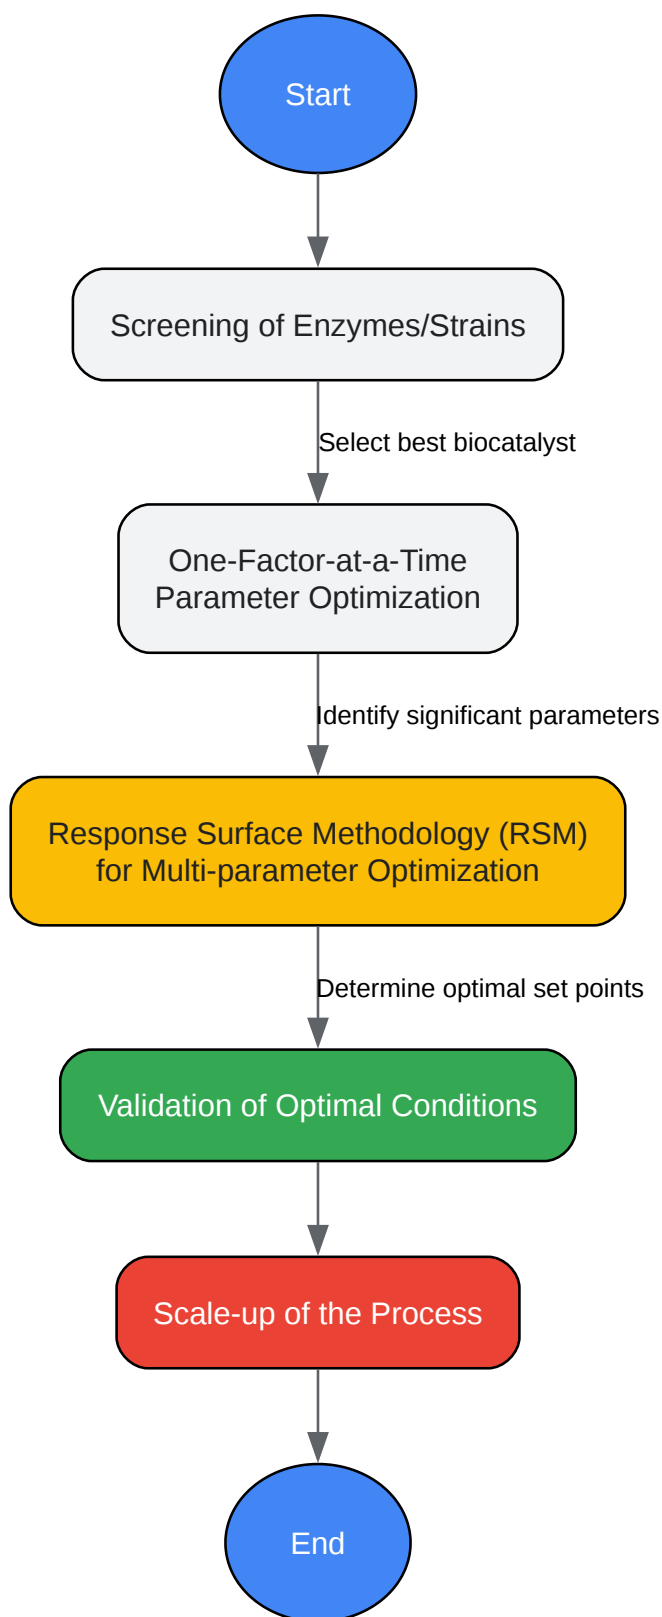 Start
Screening of Enzymes/Strains
Select best biocatalyst
One-Factor-at-a-Time
Parameter Optimization
Identify significant parameters
Response Surface Methodology (RSM)
for Multi-parameter Optimization
Determine optimal set points
Validation of Optimal Conditions
Scale-up of the Process
End